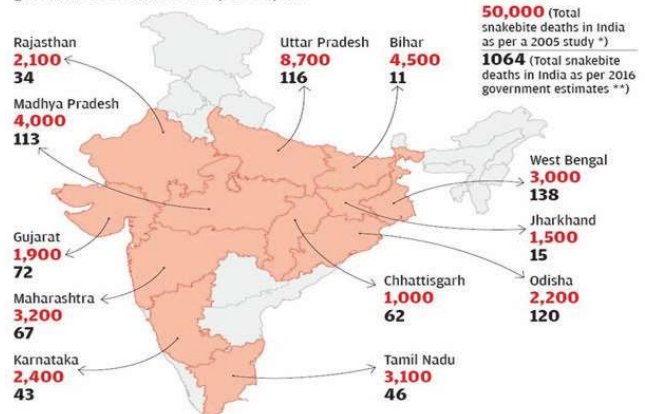 50,000 (Total
snakebite deaths in India
as per a 2005 study *)
1064 (Total snakebite
deaths in India as per 2016
government estimates **)
Rajasthan
2,100
34
Uttar Pradesh
8,700
116
Bihar
4,500
11
Madhya Pradesh
4,000
113
West Bengal
3,000
138
Jharkhand
1,500
15
Gujarat
1,900
72
Chhattisgarh
1,000
62
Odisha
2,200
120
Maharashtra
3,200
67
Karnataka
2,400
43
Tamil Nadu
3,100
46